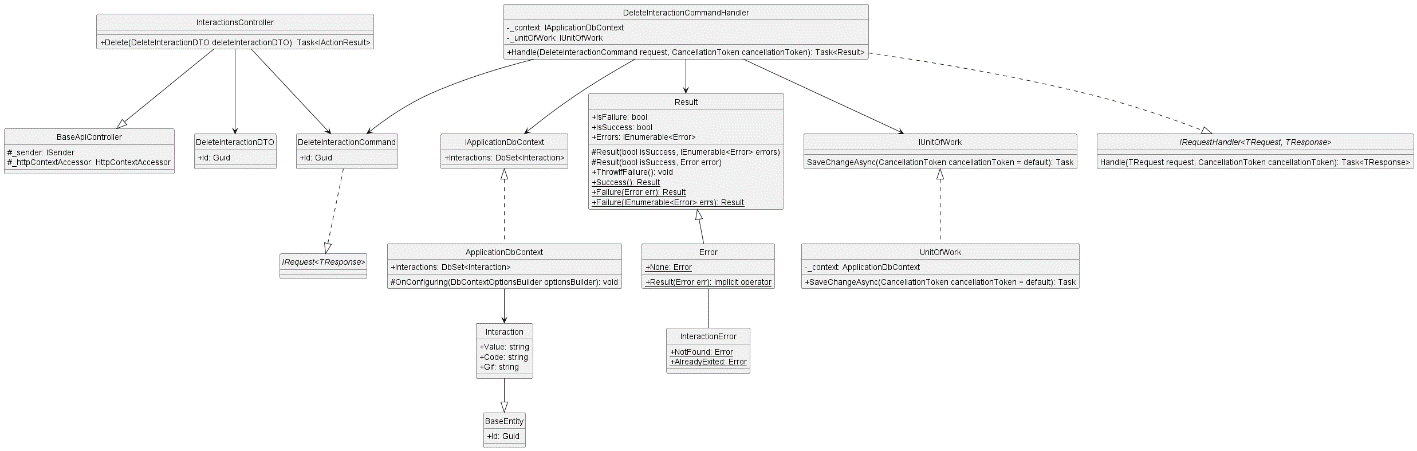 InteractionsController
+Delete(DeleteInteractionDTO deleteInteractionDTO) Task<IActionResult>
DeleteInteractionCommandHandler
-_context: IApplicationDbContext
-_unitOfWork: IUnitOfWork
+Handle(DeleteInteractionCommand request, CancellationToken cancellationToken): Task<Result>
BaseApiController
#_sender: ISender
#_httpContextAccessor: HttpContextAccessor
DeleteInteractionDTO
+Id: Guid
DeleteInteractionCommand
+Id: Guid
IApplicationDbContext
+Interactions: DbSet<Interaction>
Result
+IsFailure: bool
+IsSuccess: bool
+Errors: IEnumerable<Error>
#Result(bool isSuccess, IEnumerable<Error> errors)
#Result(bool isSuccess, Error error)
+ThrowIfFailure(): void
+Success(): Result
+Failure(Error err): Result
+Failure(IEnumerable<Error> errs): Result
IUnitOfWork
SaveChangeAsync(CancellationToken cancellationToken = default): Task
IRequestHandler<TRequest, TResponse>
Handle(TRequest request, CancellationToken cancellationToken): Task<TResponse>
IRequest<TResponse>
ApplicationDbContext
+Interactions: DbSet<Interaction>
#OnConfiguring(DbContextOptionsBuilder optionsBuilder): void
Error
+None: Error
+Result(Error err): implicit operator
UnitOfWork
-_context: ApplicationDbContext
+SaveChangeAsync(CancellationToken cancellationToken = default): Task
Interaction
+Value: string
+Code: string
+Gif: string
InteractionError
+NotFound: Error
+AlreadyExited: Error
BaseEntity
+Id: Guid